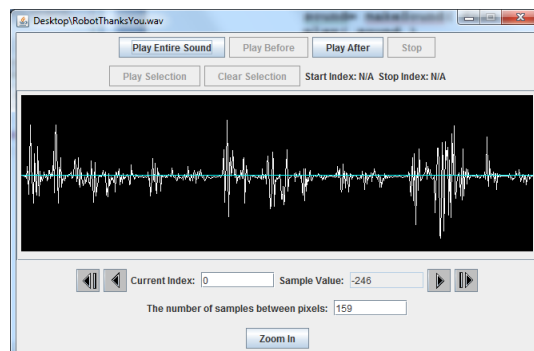 Desktop\RobotThanksYou.wav
Play Entire Sound Play Before Play After Stop
Play Selection Clear Selection Start Index: N/A Stop Index: N/A
Current Index: 0 Sample Value: -246
The number of samples between pixels: 159
Zoom In